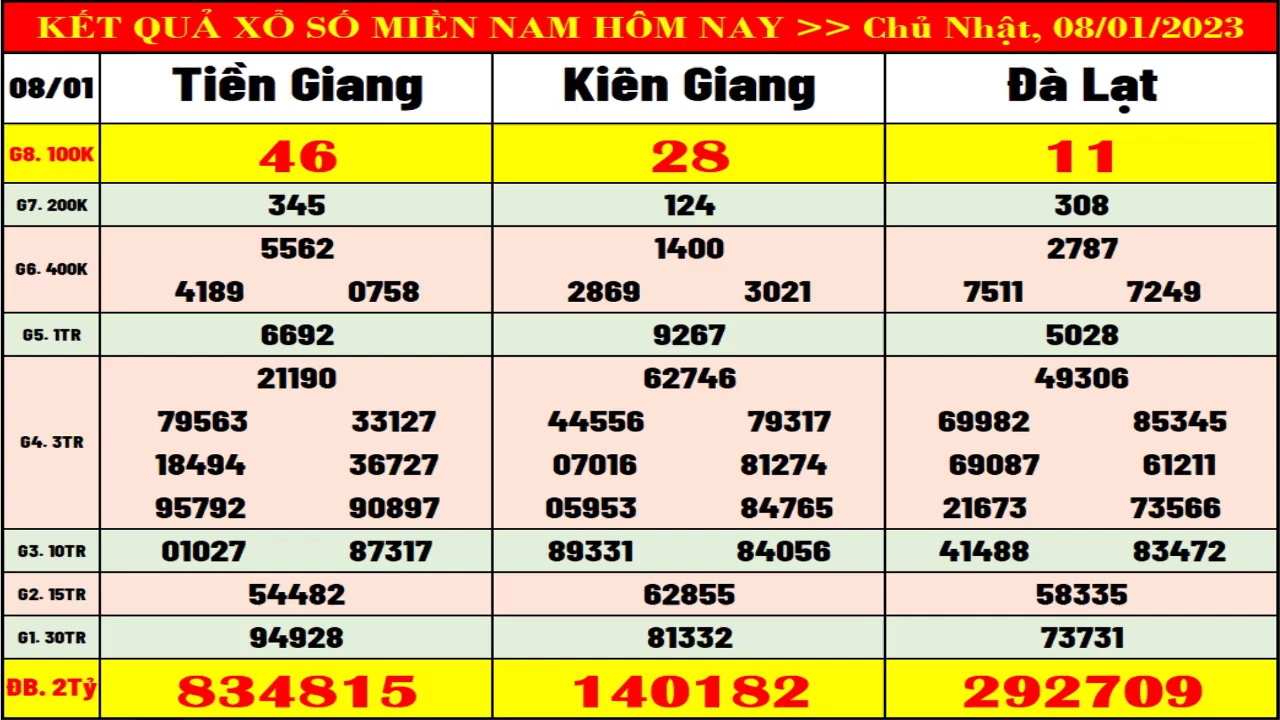 KẾT QUẢ XỔ SỐ MIỀN NAM HÔM NAY >> Chủ Nhật, 08/01/2023
08/01 Tiền Giang Kiên Giang Đà Lạt
G8. 100K 46 28 11
G7. 200K 345 124 308
5562 1400 2787
G6. 400K
4189 0758 2869 3021 7511 7249
G5. 1TR 6692 9267 5028
21190 62746 49306
79563 33127 44556 79317 69982 85345
G4. 3TR
18494 36727 07016 81274 69087 61211
95792 90897 05953 84765 21673 73566
G3. 10TR 01027 87317 89331 84056 41488 83472
G2. 15TR 54482 62855 58335
G1. 30TR 94928 81332 73731
ĐB. 2Tỷ 834815 140182 292709